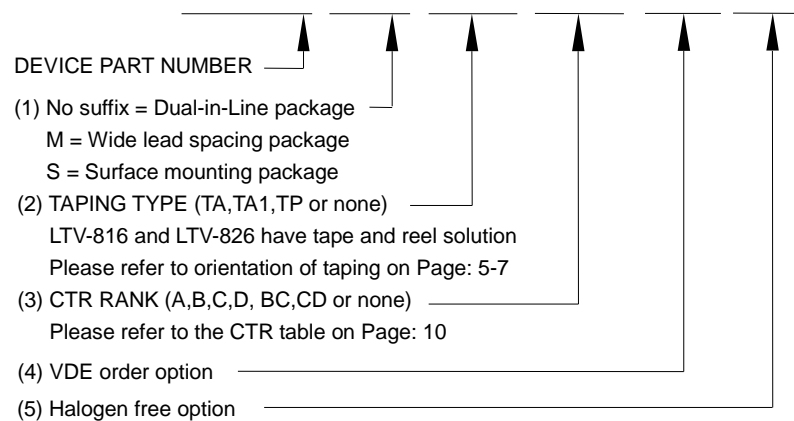 DEVICE PART NUMBER
(1) No suffix = Dual-in-Line package
M = Wide lead spacing package
S = Surface mounting package
(2) TAPING TYPE (TA,TA1,TP or none)
LTV-816 and LTV-826 have tape and reel solution
Please refer to orientation of taping on Page: 5-7
(3) CTR RANK (A,B,C,D, BC,CD or none)
Please refer to the CTR table on Page: 10
(4) VDE order option
(5) Halogen free option